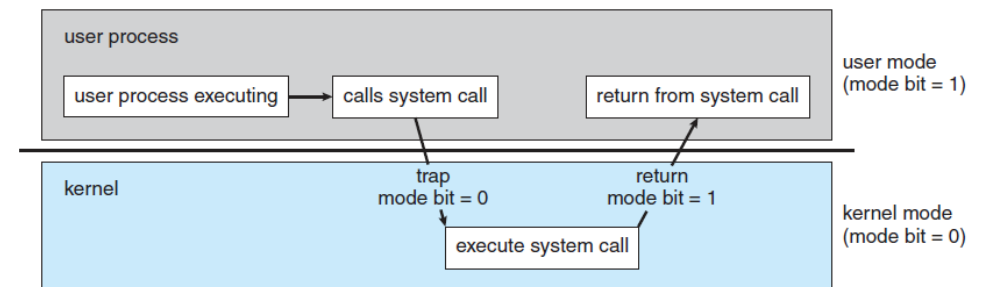 user process
user process executing
calls system call
return from system call
user mode
(mode bit = 1)
kernel
trap
mode bit = 0
return
mode bit = 1
execute system call
kernel mode
(mode bit = 0)